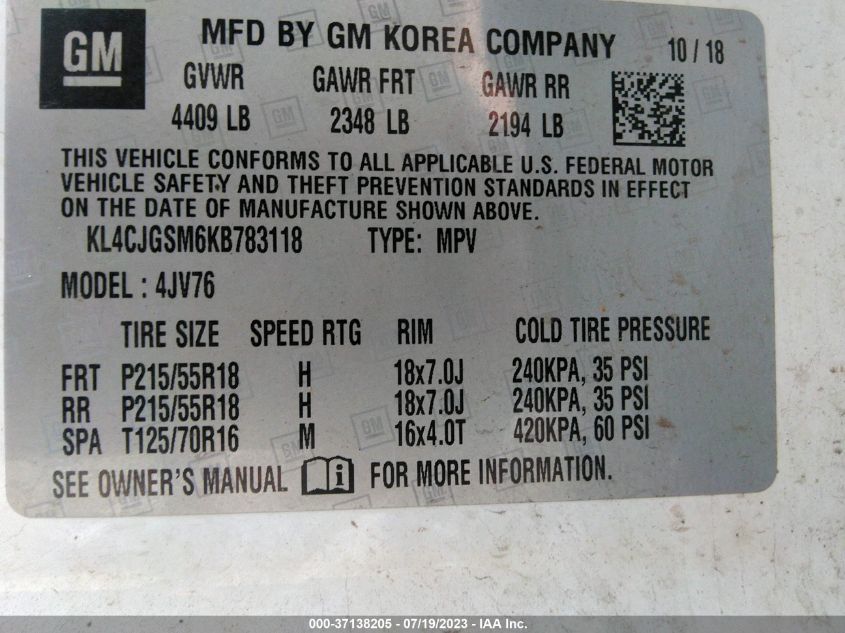 GM MFD BY GM KOREA COMPANY 10/18
GVWR GAWR FRT GAWR RR
4409 LB 2348 LB 2194 LB
THIS VEHICLE CONFORMS TO ALL APPLICABLE U.S. FEDERAL MOTOR
VEHICLE SAFETY AND THEFT PREVENTION STANDARDS IN EFFECT
ON THE DATE OF MANUFACTURE SHOWN ABOVE.
KL4CJGSM6KB783118 TYPE: MPV
MODEL : 4JV76
TIRE SIZE SPEED RTG RIM COLD TIRE PRESSURE
FRT P215/55R18 H 18x7.0J 240KPA, 35 PSI
RR P215/55R18 H 18x7.0J 240KPA, 35 PSI
SPA T125/70R16 M 16x4.0T 420KPA, 60 PSI
SEE OWNER'S MANUAL i FOR MORE INFORMATION.
000-37138205 - 07/19/2023 - IAA Inc.